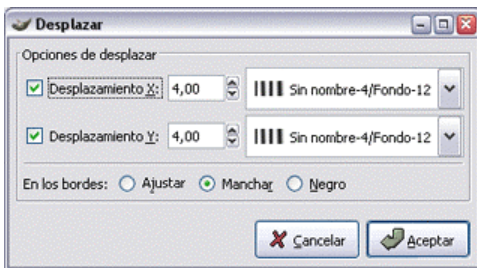 Desplazar
Opciones de desplazar
Desplazamiento X: 4,00 Sin nombre-4/Fondo-12
Desplazamiento Y: 4,00 Sin nombre-4/Fondo-12
En los bordes: Ajustar Manchar Negro
Cancelar Aceptar